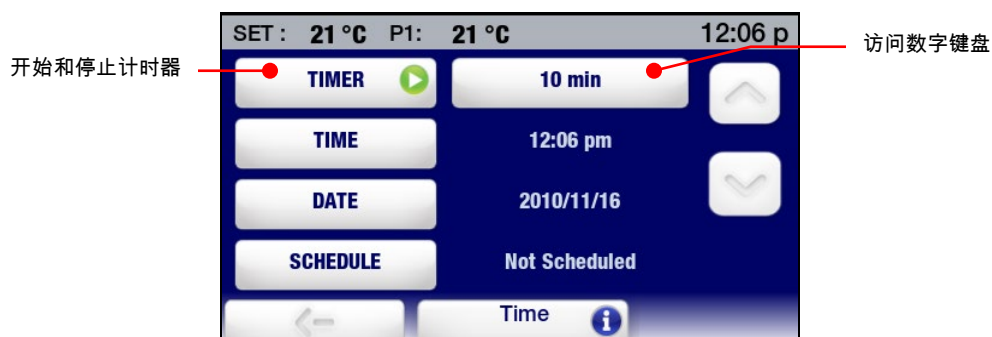 SET : 21 °C P1: 21 °C 12:06 p
开始和停止计时器
访问数字键盘
TIMER 10 min
TIME 12:06 pm
DATE 2010/11/16
SCHEDULE Not Scheduled
Time i